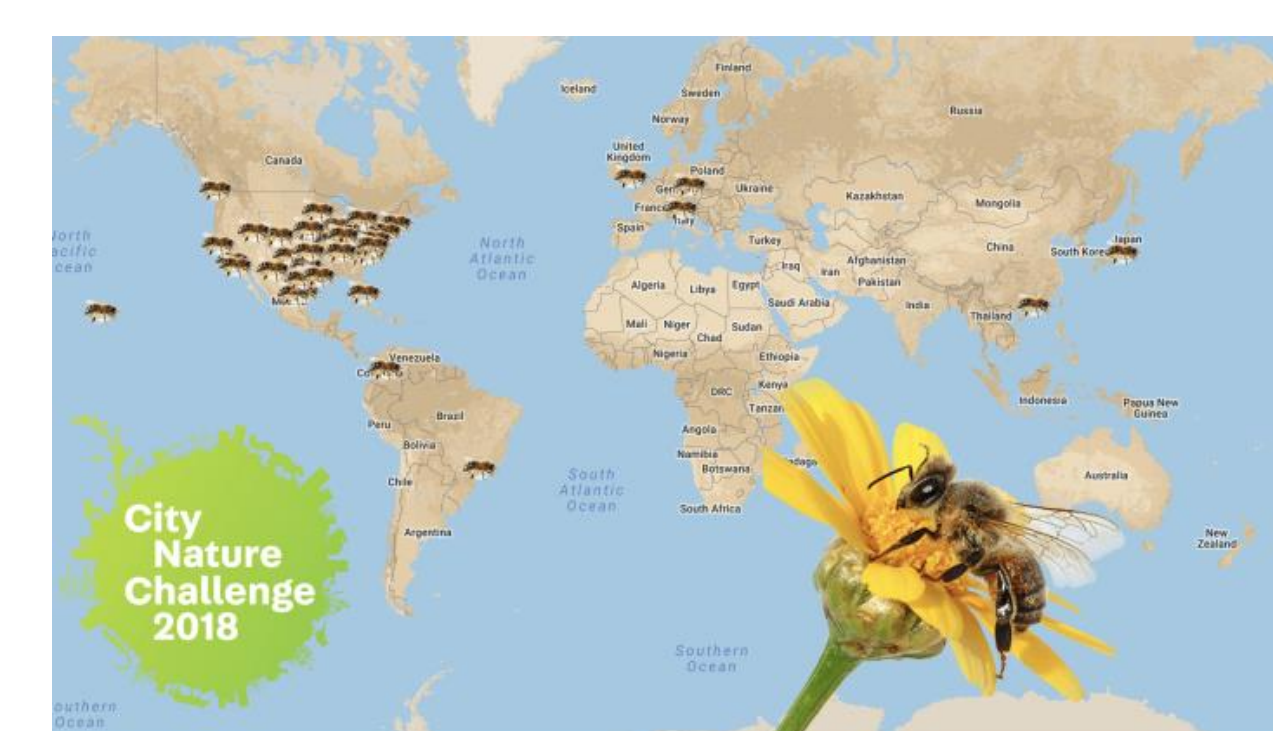 Finland
Iceland
Sweden
Russia
Norway
Canada
United
Kingdom
Poland
Ukraine
Kazakhstan
Mongolia
France
Italy
Spain
North
Atlantic
Ocean
Turkey
China
South Korea
Japan
Iraq
Iran
Afghanistan
Pakistan
Algeria
Libya
Egypt
Saudi Arabia
India
Thailand
Mali
Niger
Chad
Sudan
Nigeria
Ethiopia
Venezuela
DRC
Kenya
Indonesia
Papua New
Guinea
Peru
Brazil
Bolivia
Angola
Namibia
Botswana
Chile
South
Atlantic
Ocean
South Africa
Australia
Argentina
New
Zealand
City
Nature
Challenge
2018
Southern
Ocean
outhern
Ocean